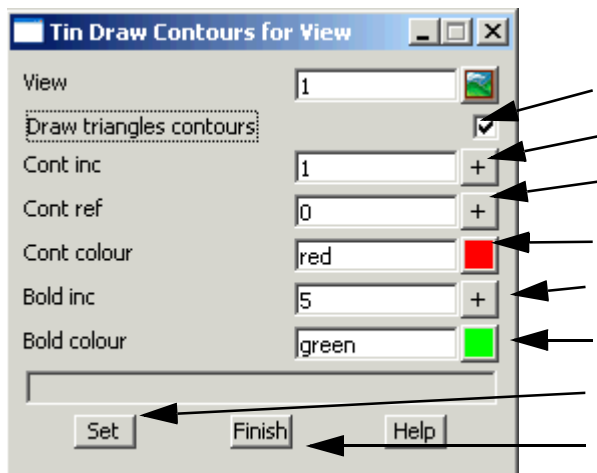 Tin Draw Contours for View
View 1
Draw triangles contours
Cont inc 1 +
Cont ref 0 +
Cont colour red
Bold inc 5 +
Bold colour green
Set Finish Help